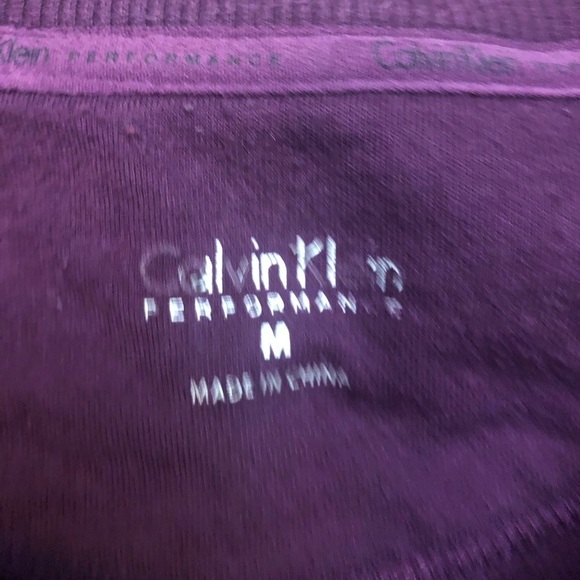 Klein PERFORMANCE Calvin Klein
Calvin Klein
PERFORMANCE
M
MADE IN CHINA